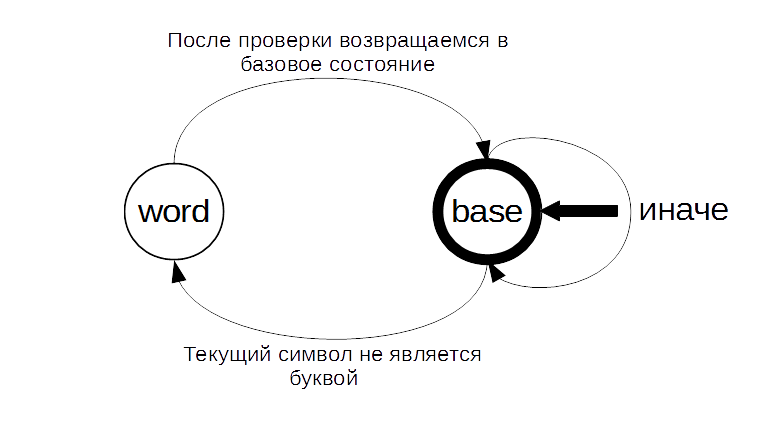 После проверки возвращаемся в
базовое состояние
word
base
иначе
Текущий символ не является
буквой